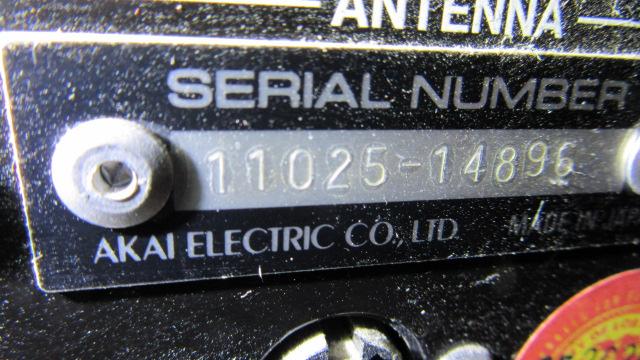 ANTENNA
SERIAL NUMBER
11025-14896
AKAI ELECTRIC CO., LTD.
MADE IN JAPAN